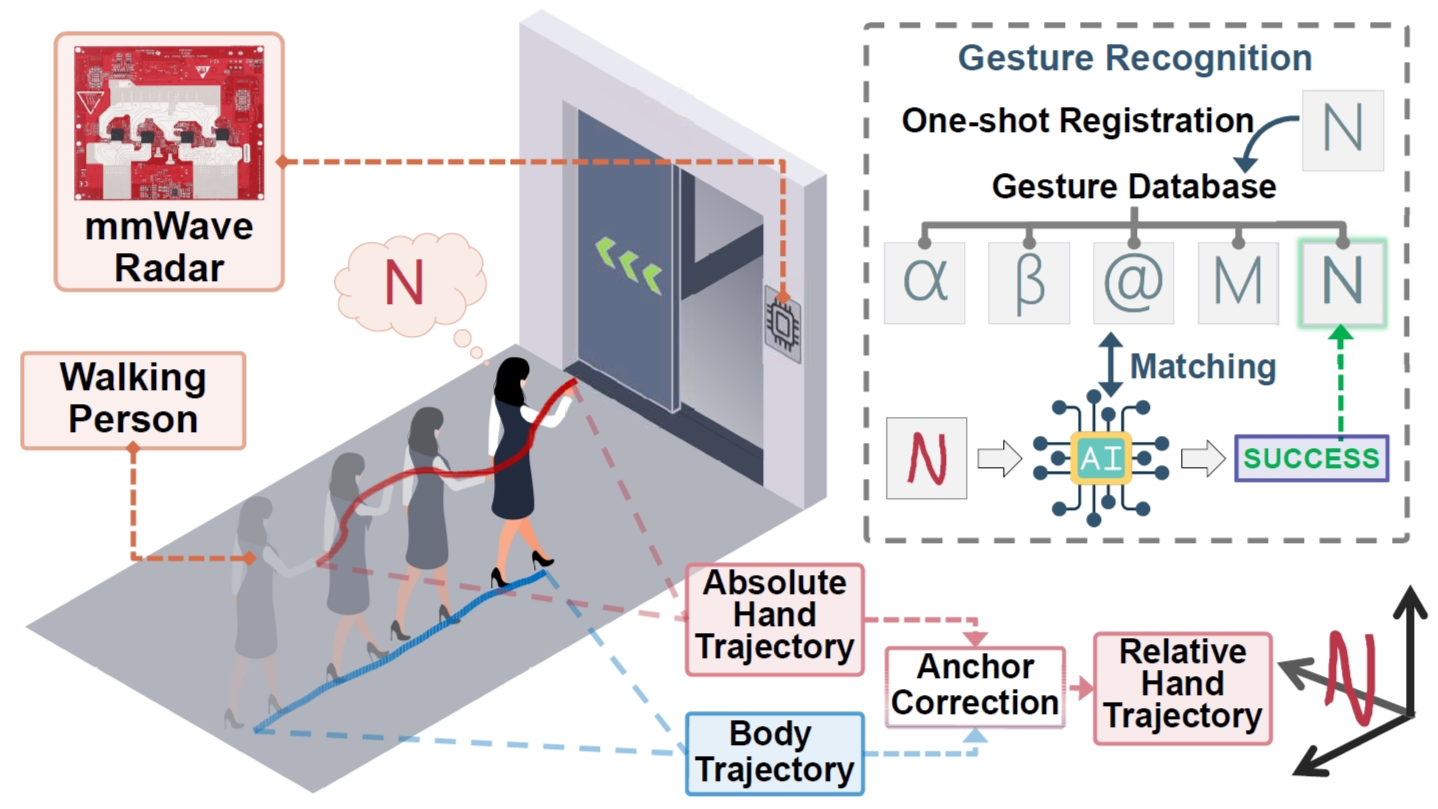 mmWave
Radar
Walking
Person
N
Gesture Recognition
One-shot Registration
N
Gesture Database
α
β
@
M
N
Matching
N
AI
SUCCESS
Absolute
Hand
Trajectory
Body
Trajectory
Anchor
Correction
Relative
Hand
Trajectory
N